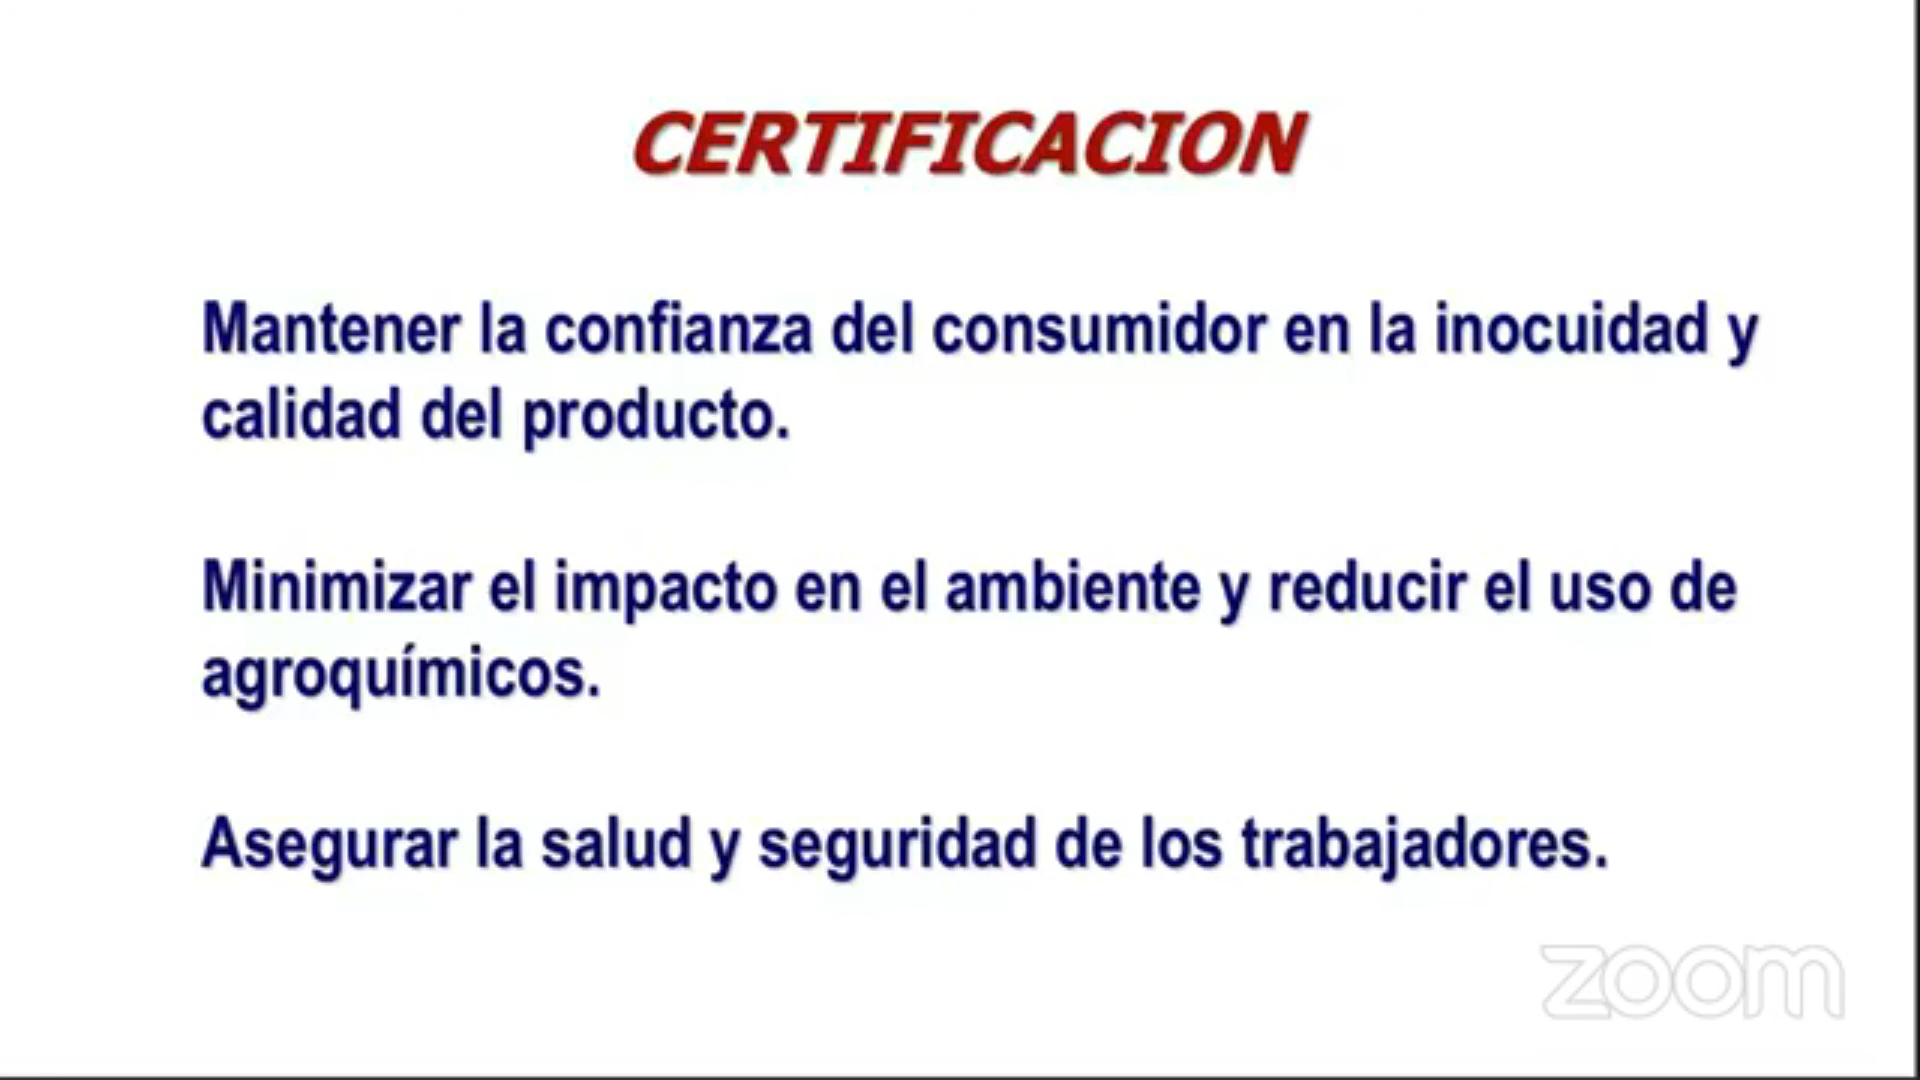 CERTIFICACION
Mantener la confianza del consumidor en la inocuidad y
calidad del producto.
Minimizar el impacto en el ambiente y reducir el uso de
agroquímicos.
Asegurar la salud y seguridad de los trabajadores.
zoom